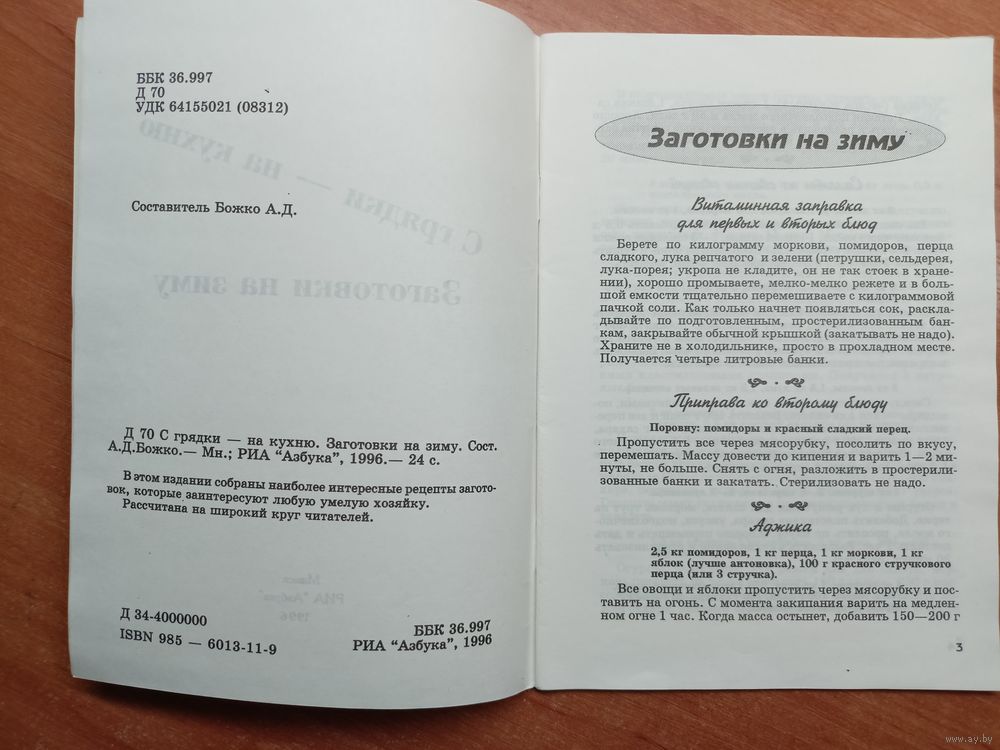 ББК 36.997
Д 70
УДК 64155021 (08312)
Составитель Божко А.Д.
Д 70 С грядки — на кухню. Заготовки на зиму. Сост.
А.Д.Божко.— Мн.; РИА "Азбука", 1996.— 24 с.
В этом издании собраны наиболее интересные рецепты загото-
вок, которые заинтересуют любую умелую хозяйку.
Рассчитана на широкий круг читателей.
Д 34-4000000
ISBN 985 — 6013-11-9
ББК 36.997
РИА "Азбука", 1996
Заготовки на зиму
Витаминная заправка
для первых и вторых блюд
Берете по килограмму моркови, помидоров, перца
сладкого, лука репчатого и зелени (петрушки, сельдерея,
лука-порея; укропа не кладите, он не так стоек в хране-
нии), хорошо промываете, мелко-мелко режете и в боль-
шой емкости тщательно перемешиваете с килограммовой
пачкой соли. Как только начнет появляться сок, раскла-
дывайте по подготовленным, простерилизованным бан-
кам, закрывайте обычной крышкой (закатывать не надо).
Храните не в холодильнике, просто в прохладном месте.
Получается четыре литровые банки.
Приправа ко второму блюду
Поровну: помидоры и красный сладкий перец.
Пропустить все через мясорубку, посолить по вкусу,
перемешать. Массу довести до кипения и варить 1—2 ми-
нуты, не больше. Снять с огня, разложить в простерили-
зованные банки и закатать. Стерилизовать не надо.
Аджика
2,5 кг помидоров, 1 кг перца, 1 кг моркови, 1 кг
яблок (лучше антоновка), 100 г красного стручкового
перца (или 3 стручка).
Все овощи и яблоки пропустить через мясорубку и пос-
тавить на огонь. С момента закипания варить на медлен-
ном огне 1 час. Когда масса остынет, добавить 150—200 г
3
www.ay.by